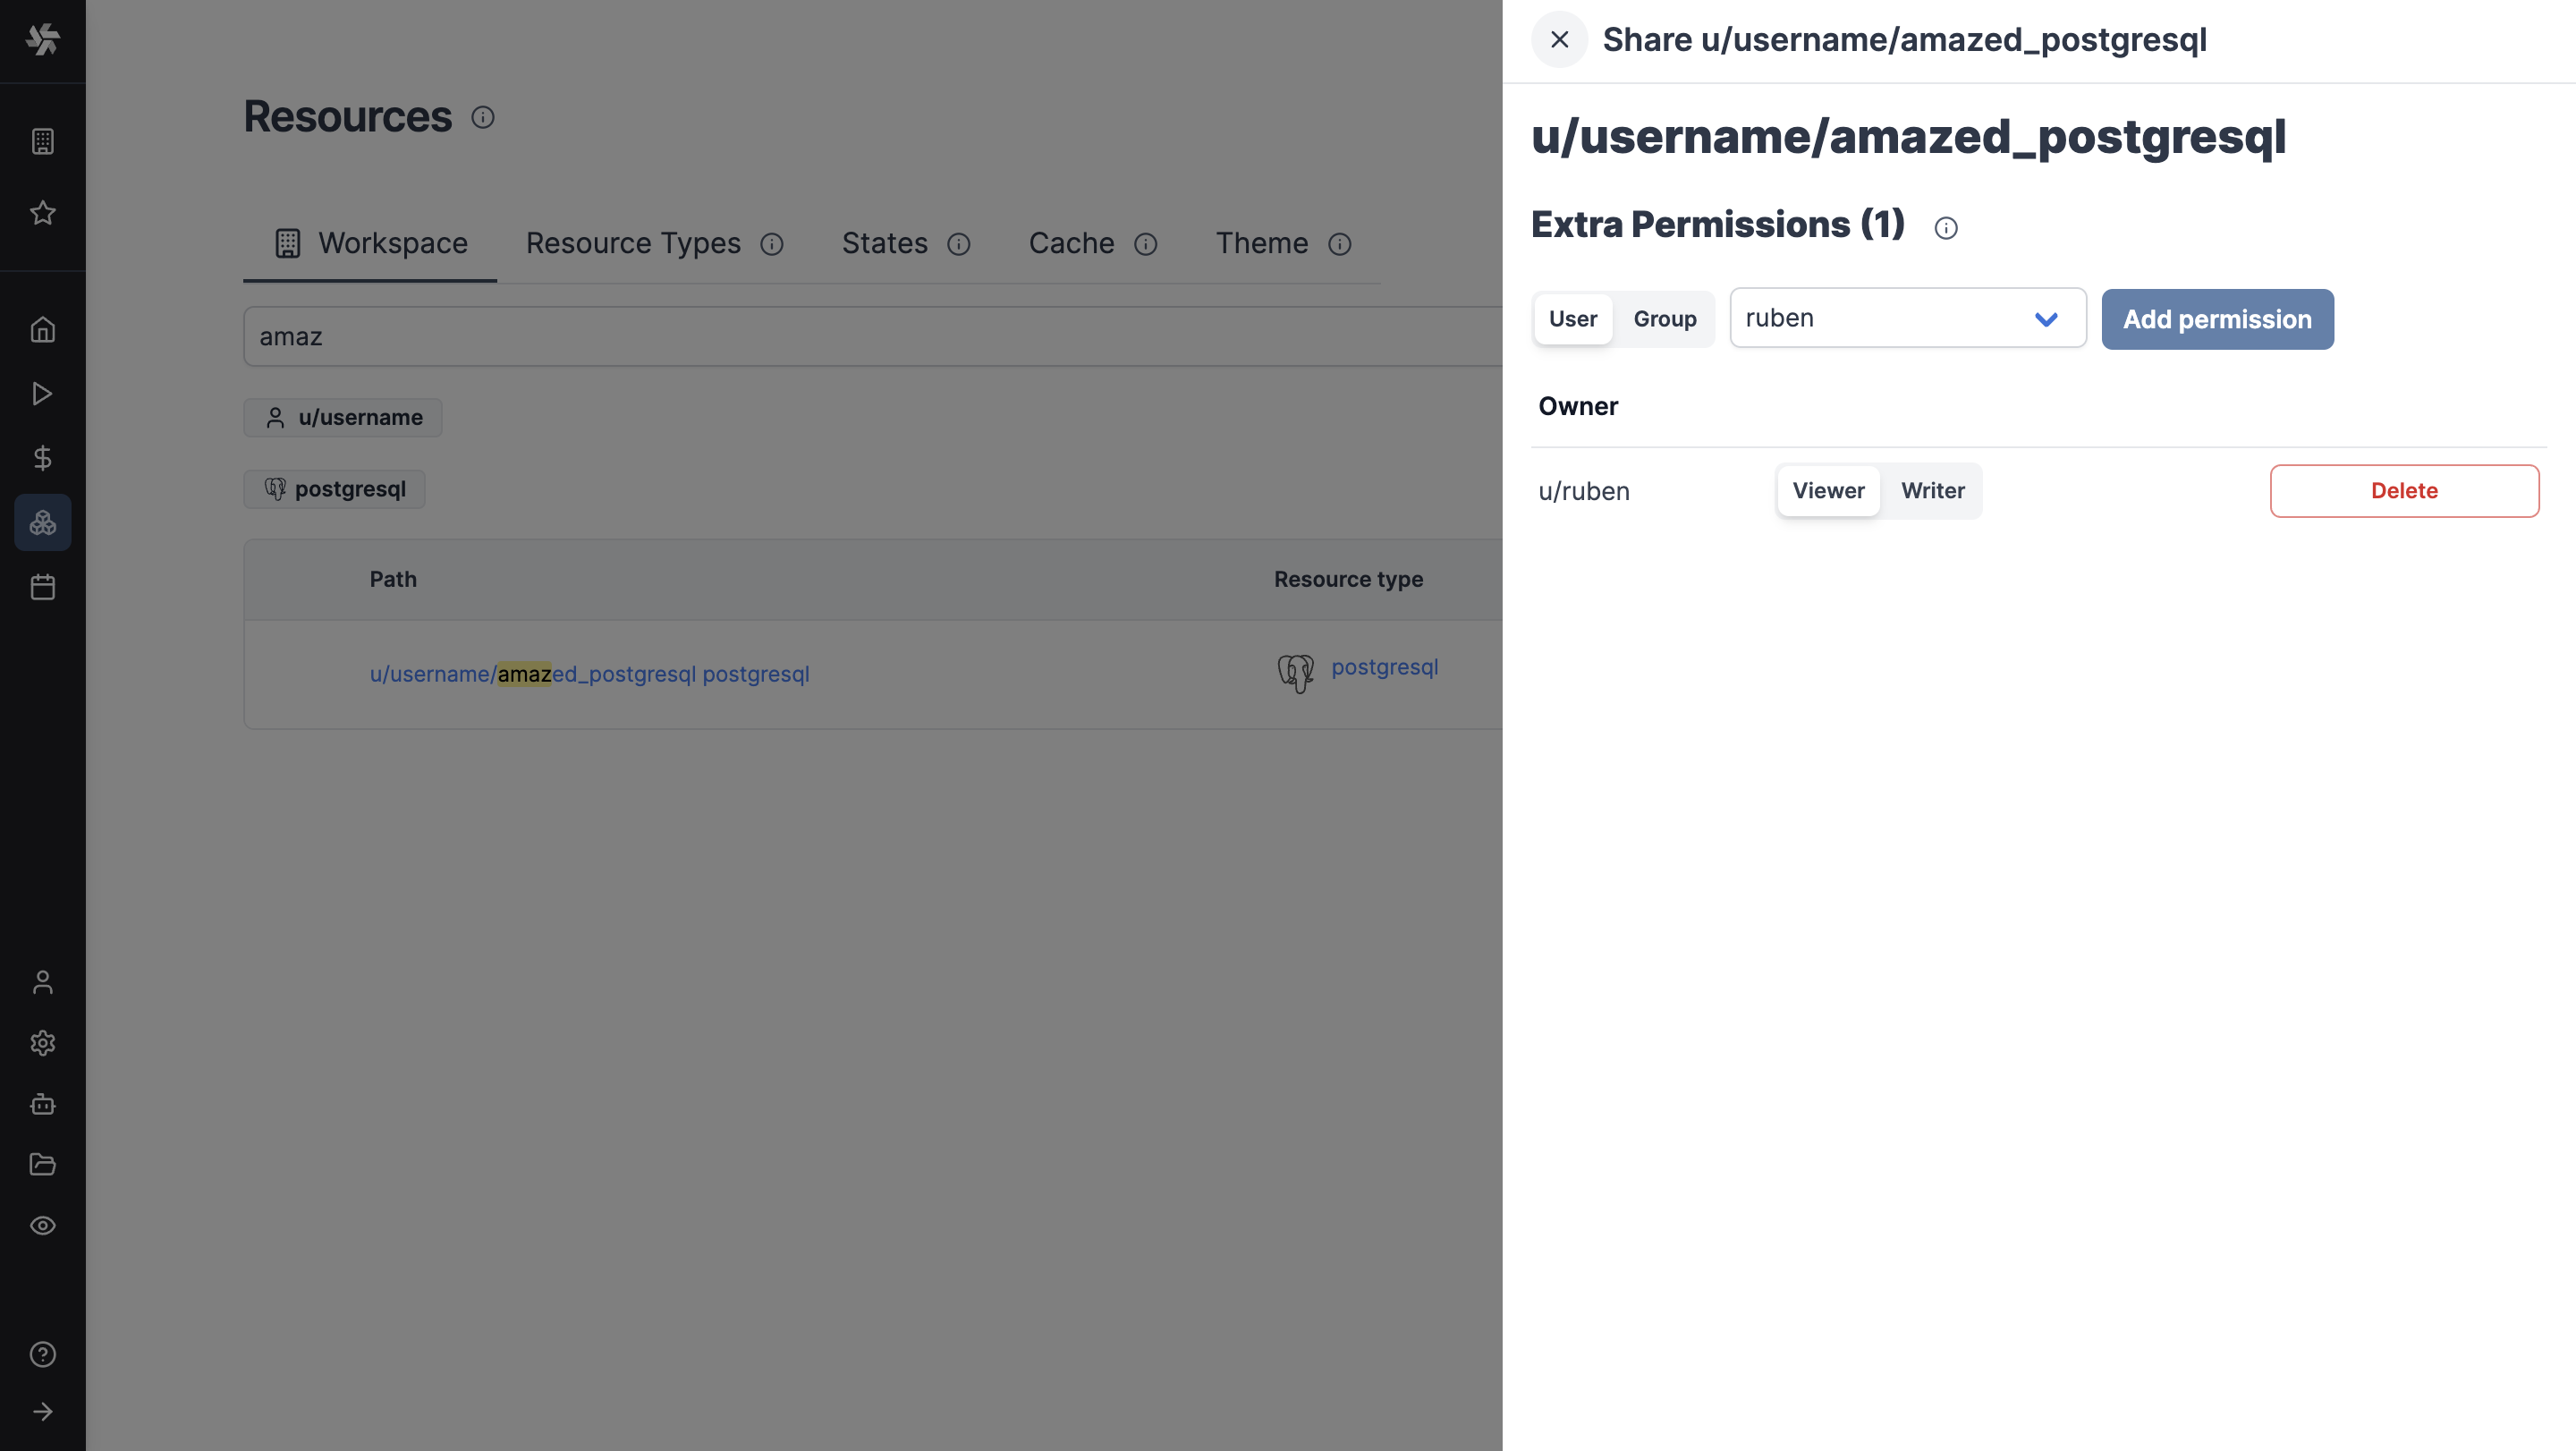 Resources
Workspace Resource Types States Cache Theme
amaz
u/username
postgresql
Path Resource type
u/username/amazed_postgresql postgresql postgresql
Share u/username/amazed_postgresql
u/username/amazed_postgresql
Extra Permissions (1)
User Group ruben Add permission
Owner
u/ruben Viewer Writer Delete